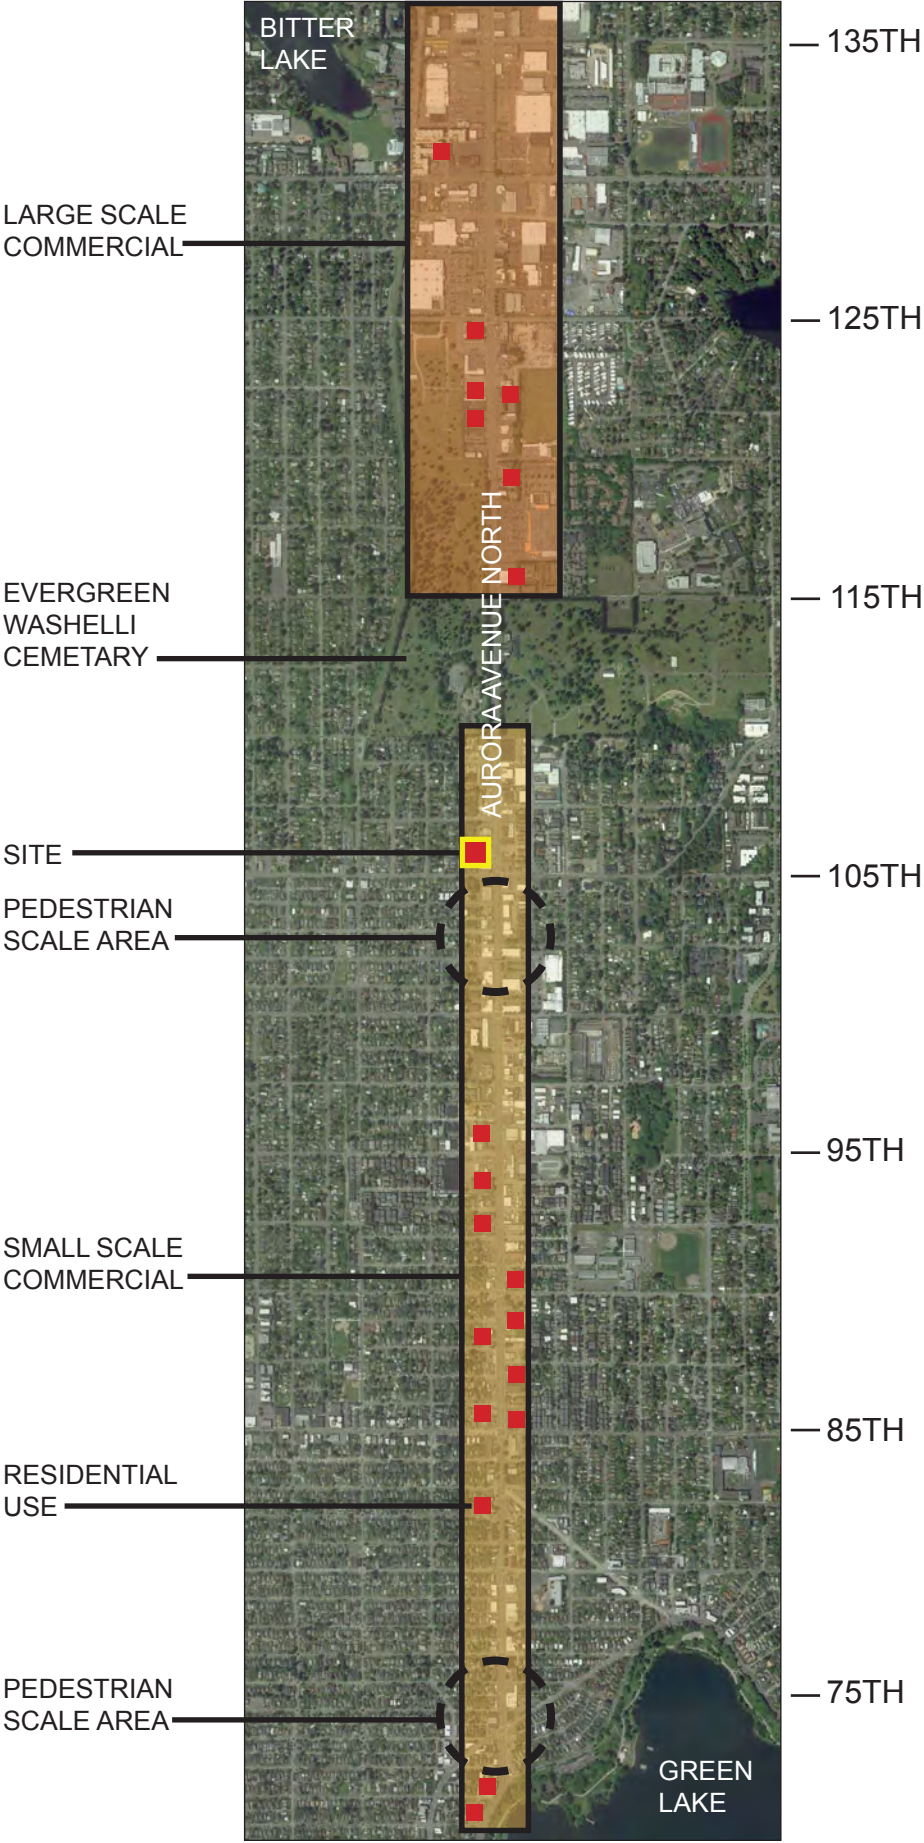 BITTER
LAKE
— 135TH
LARGE SCALE
COMMERCIAL
— 125TH
AURORA AVENUE NORTH
EVERGREEN
WASHELLI
CEMETARY
— 115TH
SITE
— 105TH
PEDESTRIAN
SCALE AREA
— 95TH
SMALL SCALE
COMMERCIAL
— 85TH
RESIDENTIAL
USE
PEDESTRIAN
SCALE AREA
— 75TH
GREEN
LAKE